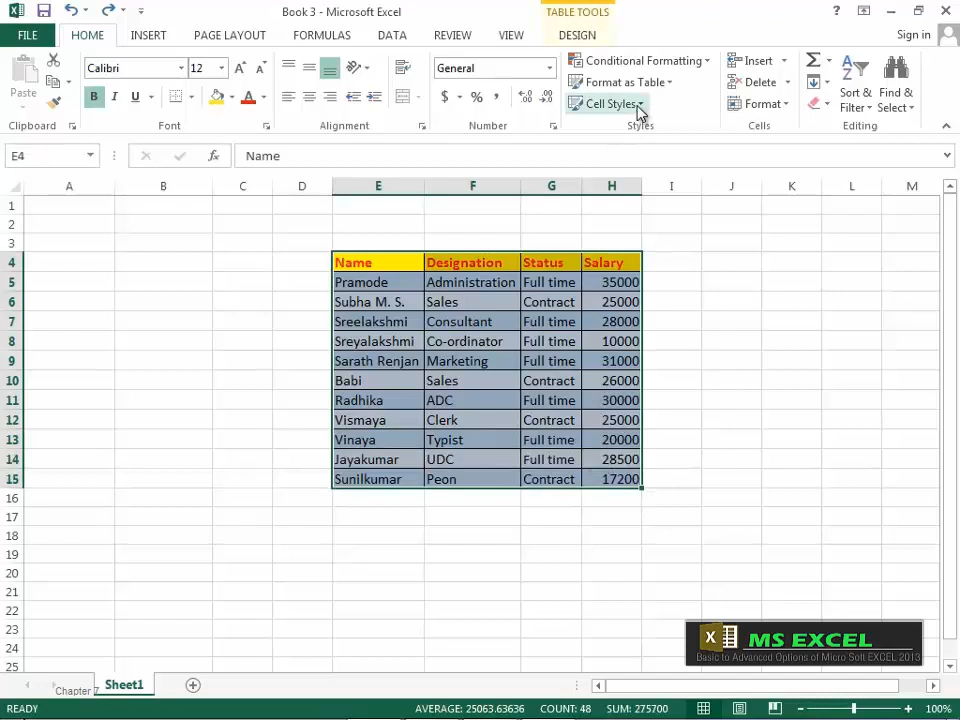 Book 3 - Microsoft Excel
TABLE TOOLS
?
FILE HOME INSERT PAGE LAYOUT FORMULAS DATA REVIEW VIEW DESIGN Sign in
Paste
Calibri 12
B I U A
General
$ % ,
Conditional Formatting
Format as Table
Cell Styles
Insert
Delete
Format
Sort & Filter
Find & Select
Clipboard Font Alignment Number Styles Cells Editing
E4 fx Name
A B C D E F G H I J K L M
1
2
3
4 Name Designation Status Salary
5 Pramode Administration Full time 35000
6 Subha M. S. Sales Contract 25000
7 Sreelakshmi Consultant Full time 28000
8 Sreyalakshmi Co-ordinator Full time 10000
9 Sarath Renjan Marketing Full time 31000
10 Babi Sales Contract 26000
11 Radhika ADC Full time 30000
12 Vismaya Clerk Contract 25000
13 Vinaya Typist Full time 20000
14 Jayakumar UDC Full time 28500
15 Sunilkumar Peon Contract 17200
16
17
18
19
20
21
22
23
24
25
MS EXCEL
Basic to Advanced Options of Micro Soft EXCEL 2013
Chapter 7 Sheet1
READY AVERAGE: 25063.63636 COUNT: 48 SUM: 275700 100%